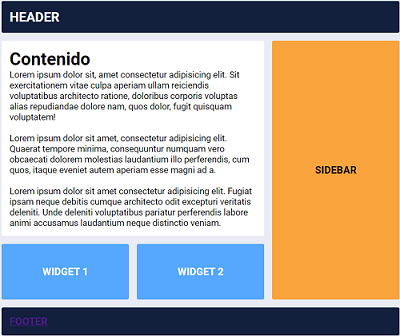 HEADER
Contenido
Lorem ipsum dolor sit, amet consectetur adipisicing elit. Sit
exercitationem vitae culpa aperiam ullam reiciendis
voluptatibus architecto ratione, doloribus corporis voluptas
alias repudiandae dolore nam, quos dolor, fugit quisquam
voluptatem!
Lorem ipsum dolor sit amet, consectetur adipisicing elit.
Quaerat tempore minima, consequuntur numquam vero
obcaecati dolorem molestias laudantium illo perferendis, cum
quos, itaque eveniet autem aperiam esse magni ad a.
Lorem ipsum dolor sit amet consectetur adipisicing elit. Fugiat
ipsam neque debitis cumque architecto odit excepturi veritatis
deleniti. Unde deleniti voluptatibus pariatur perferendis labore
animi accusamus laudantium neque distinctio veniam.
SIDEBAR
WIDGET 1
WIDGET 2
FOOTER